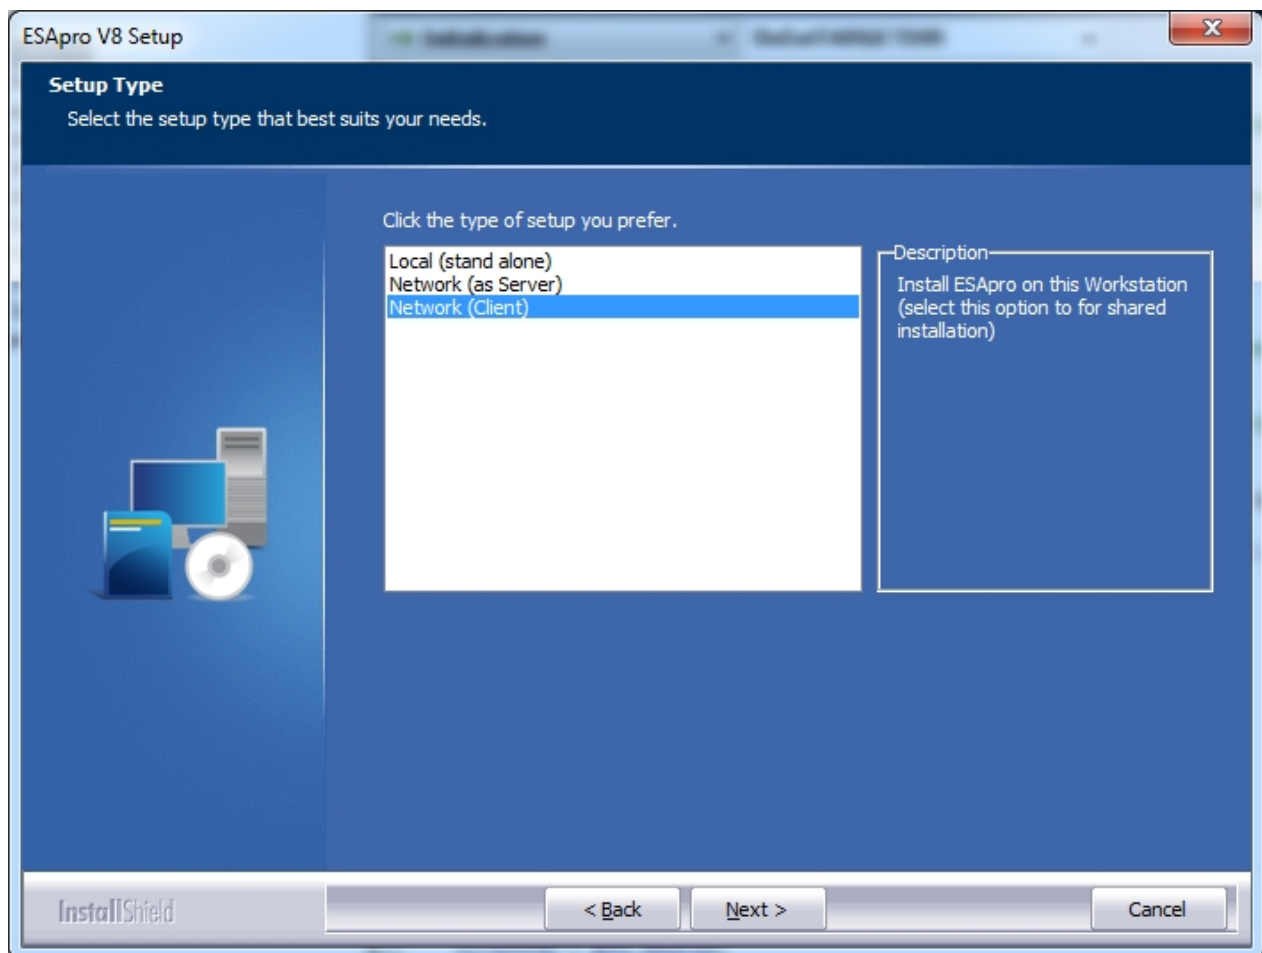 ESApro V8 Setup
Setup Type
Select the setup type that best suits your needs.
Click the type of setup you prefer.
Local (stand alone)
Network (as Server)
Network (Client)
Description
Install ESApro on this Workstation
(select this option to for shared
installation)
InstallShield
< Back
Next >
Cancel